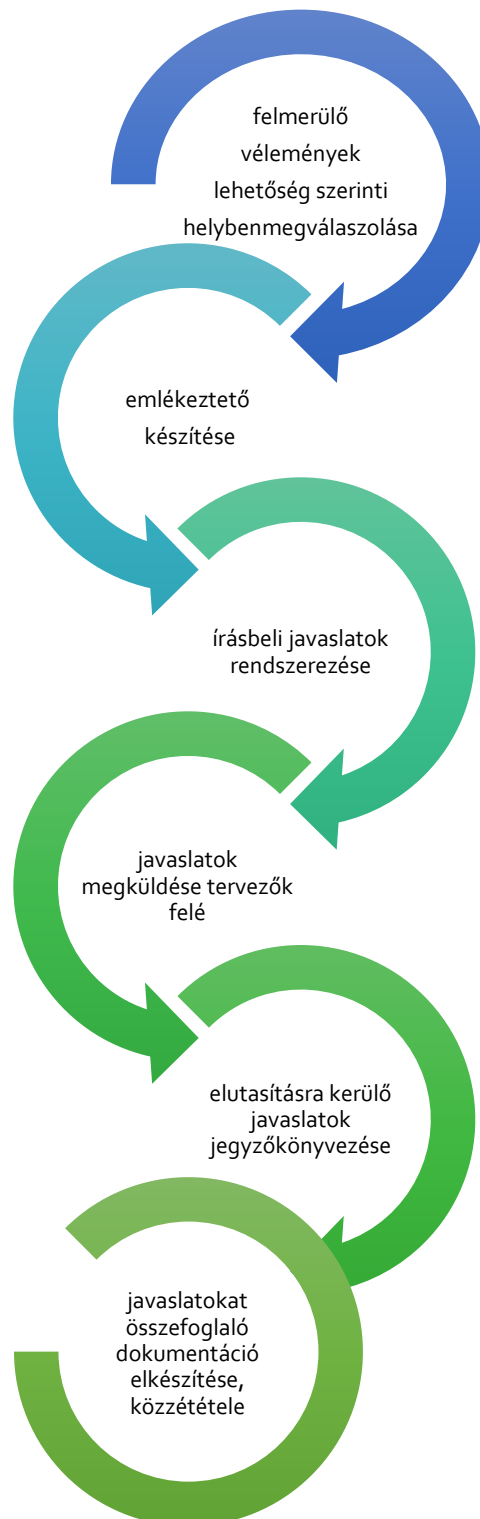 felmerülő
vélemények
lehetőség szerinti
helybenmegválaszolása
emlékeztető
készítése
írásbeli javaslatok
rendszerezése
javaslatok
megküldése tervezők
felé
elutasításra kerülő
javaslatok
jegyzőkönyvezése
javaslatokat
összefoglaló
dokumentáció
elkészítése,
közzététele